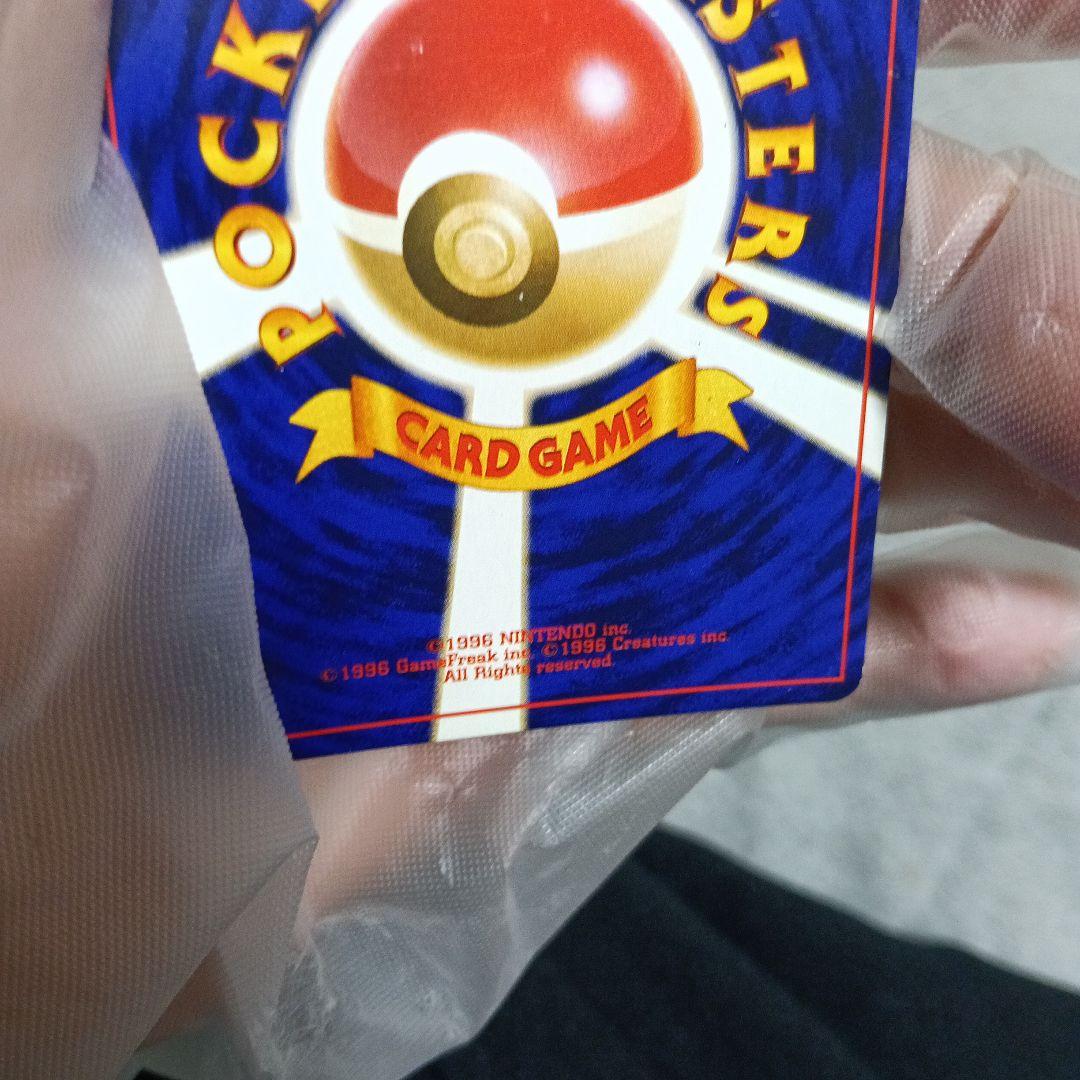 POCK
STERS
CARD GAME
©1996 NINTENDO inc.
©1996 GameFreak inc. ©1996 Creatures inc.
All Rights reserved.